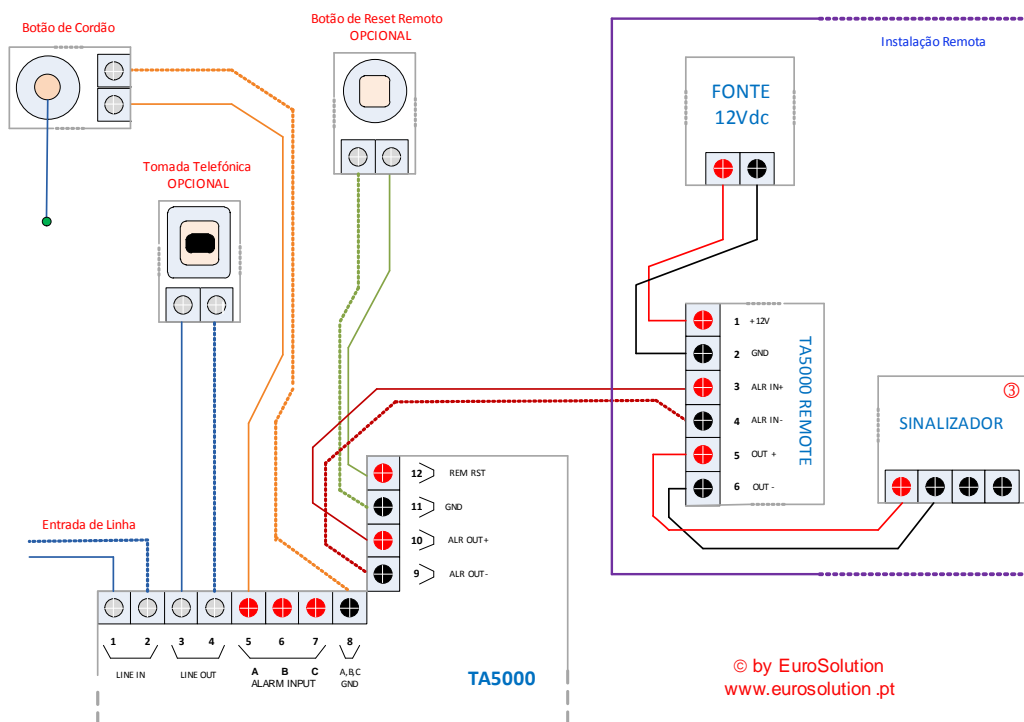 Botão de Cordão
Botão de Reset Remoto
OPCIONAL
Instalação Remota
FONTE
12Vdc
Tomada Telefónica
OPCIONAL
1 +12V
2 GND
3 ALR IN+
4 ALR IN-
5 OUT +
6 OUT -
TA5000 REMOTE
3
SINALIZADOR
12 REM RST
11 GND
10 ALR OUT+
9 ALR OUT-
Entrada de Linha
1 2 3 4 5 6 7 8
LINE IN
LINE OUT
A B C
ALARM INPUT
A,B,C
GND
TA5000
© by EuroSolution
www.eurosolution .pt